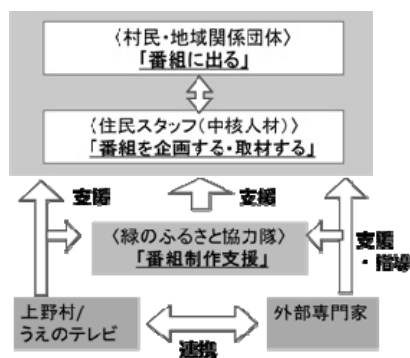 〈村民・地域関係団体〉
「番組に出る」
〈住民スタッフ(中核人材)〉
「番組を企画する・取材する」
支援
支援
〈緑のふるさと協力隊〉
「番組制作支援」
支援
・指導
上野村/
うえのテレビ
外部専門家
連携